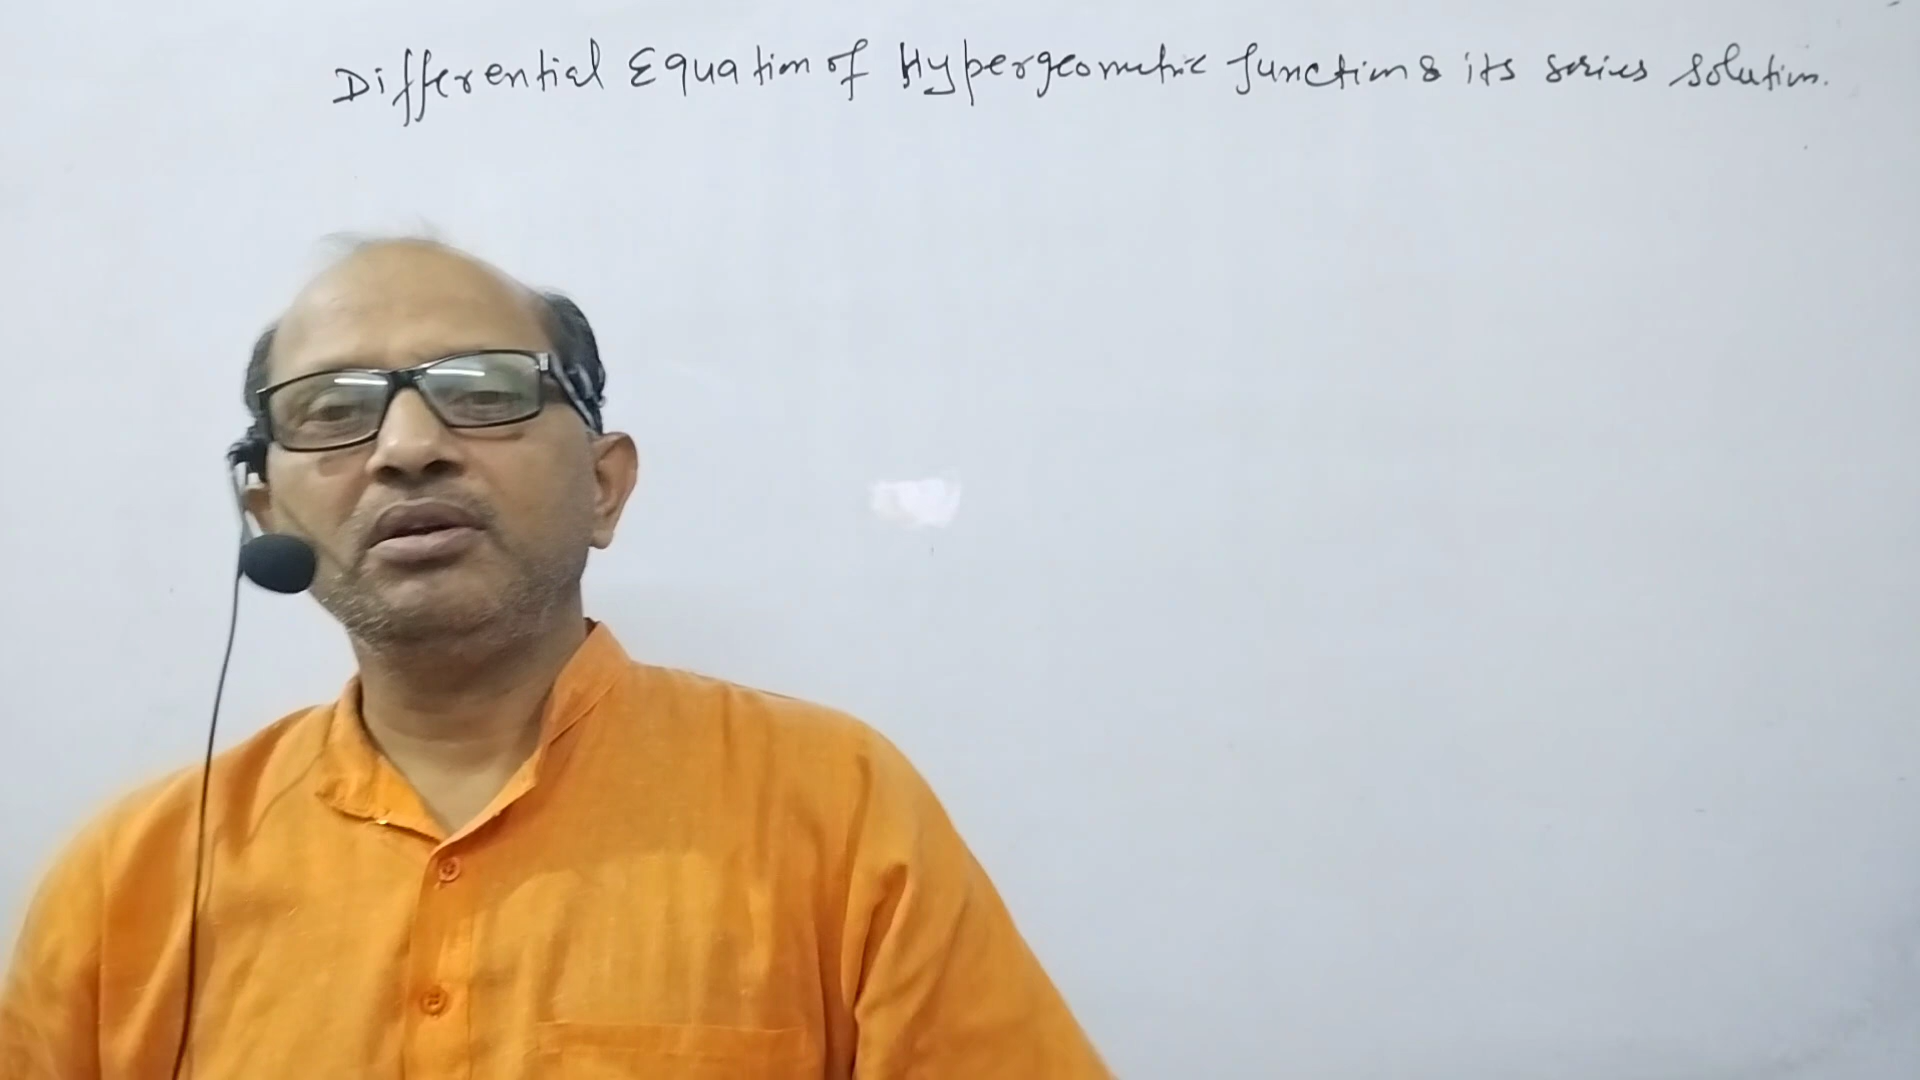 Differential Equation of Hypergeometric function & its series solution.